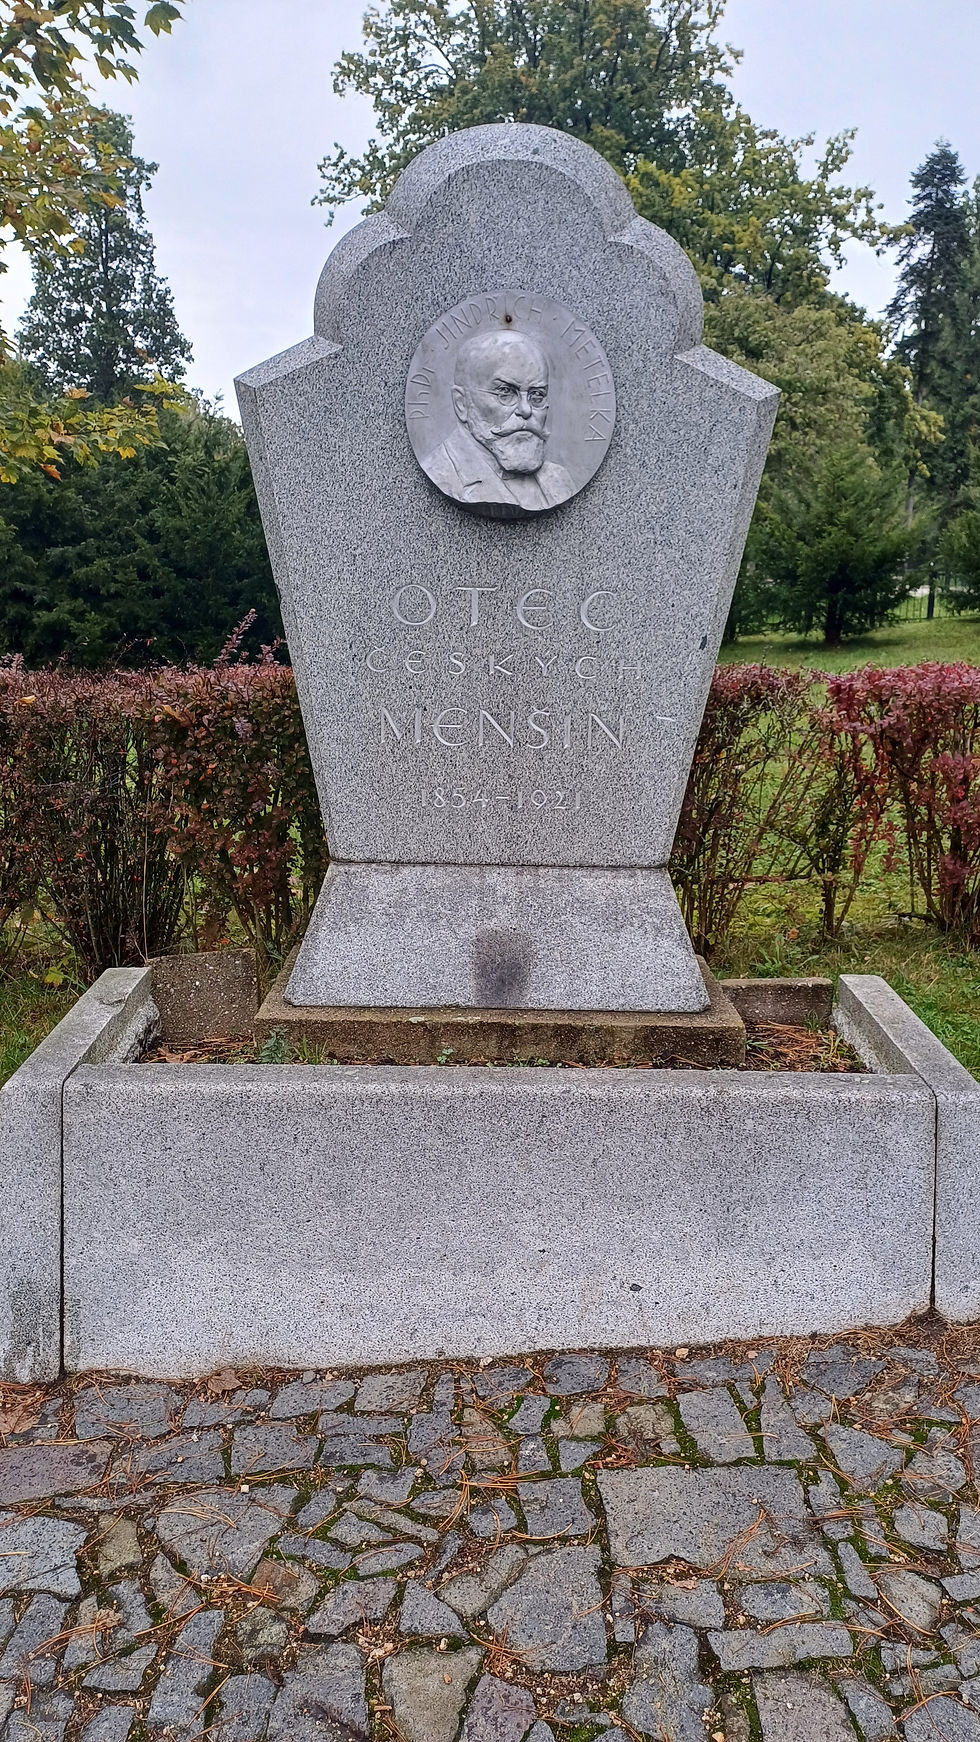 PhDr. JINDŘICH · METELKA
OTEC
ČESKÝCH
MENŠIN
1854-1921